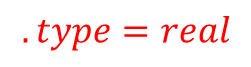 .type = real